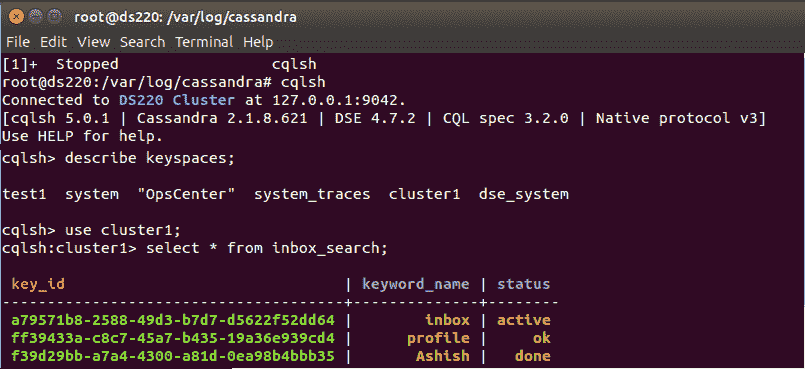 root@ds220: /var/log/cassandra
File Edit View Search Terminal Help
[1]+  Stopped                 cqlsh
root@ds220:/var/log/cassandra# cqlsh
Connected to DS220 Cluster at 127.0.0.1:9042.
[cqlsh 5.0.1 | Cassandra 2.1.8.621 | DSE 4.7.2 | CQL spec 3.2.0 | Native protocol v3]
Use HELP for help.
cqlsh> describe keyspaces;
test1  system  "OpsCenter"  system_traces  cluster1  dse_system
cqlsh> use cluster1;
cqlsh:cluster1> select * from inbox_search;
 key_id                               | keyword_name | status
--------------------------------------+--------------+--------
 a79571b8-2588-49d3-b7d7-d5622f52dd64 |        inbox | active
 ff39433a-c8c7-45a7-b435-19a36e939cd4 |      profile |     ok
 f39d29bb-a7a4-4300-a81d-0ea98b4bbb35 |       Ashish |   done